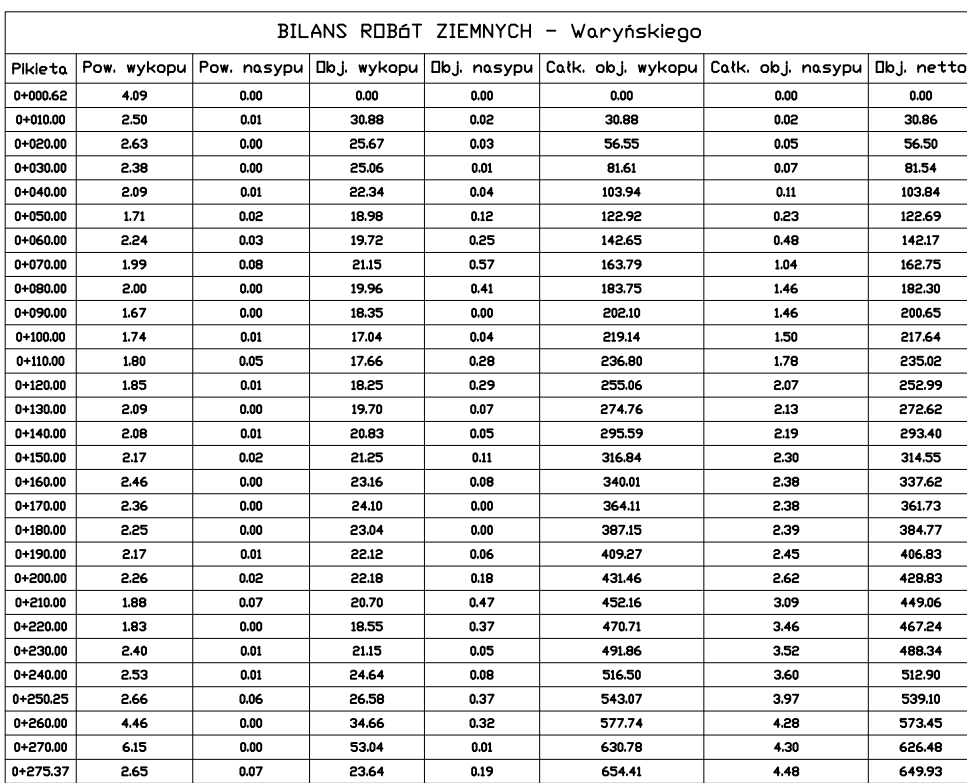 BILANS ROBÓT ZIEMNYCH - Waryńskiego
Pikieta Pow. wykopu Pow. nasypu Obj. wykopu Obj. nasypu Całk. obj. wykopu Całk. obj. nasypu Obj. netto
0+000.62 4.09 0.00 0.00 0.00 0.00 0.00 0.00
0+010.00 2.50 0.01 30.88 0.02 30.88 0.02 30.86
0+020.00 2.63 0.00 25.67 0.03 56.55 0.05 56.50
0+030.00 2.38 0.00 25.06 0.01 81.61 0.07 81.54
0+040.00 2.09 0.01 22.34 0.04 103.94 0.11 103.84
0+050.00 1.71 0.02 18.98 0.12 122.92 0.23 122.69
0+060.00 2.24 0.03 19.72 0.25 142.65 0.48 142.17
0+070.00 1.99 0.08 21.15 0.57 163.79 1.04 162.75
0+080.00 2.00 0.00 19.96 0.41 183.75 1.46 182.30
0+090.00 1.67 0.00 18.35 0.00 202.10 1.46 200.65
0+100.00 1.74 0.01 17.04 0.04 219.14 1.50 217.64
0+110.00 1.80 0.05 17.66 0.28 236.80 1.78 235.02
0+120.00 1.85 0.01 18.25 0.29 255.06 2.07 252.99
0+130.00 2.09 0.00 19.70 0.07 274.76 2.13 272.62
0+140.00 2.08 0.01 20.83 0.05 295.59 2.19 293.40
0+150.00 2.17 0.02 21.25 0.11 316.84 2.30 314.55
0+160.00 2.46 0.00 23.16 0.08 340.01 2.38 337.62
0+170.00 2.36 0.00 24.10 0.00 364.11 2.38 361.73
0+180.00 2.25 0.00 23.04 0.00 387.15 2.39 384.77
0+190.00 2.17 0.01 22.12 0.06 409.27 2.45 406.83
0+200.00 2.26 0.02 22.18 0.18 431.46 2.62 428.83
0+210.00 1.88 0.07 20.70 0.47 452.16 3.09 449.06
0+220.00 1.83 0.00 18.55 0.37 470.71 3.46 467.24
0+230.00 2.40 0.01 21.15 0.05 491.86 3.52 488.34
0+240.00 2.53 0.01 24.64 0.08 516.50 3.60 512.90
0+250.25 2.66 0.06 26.58 0.37 543.07 3.97 539.10
0+260.00 4.46 0.00 34.66 0.32 577.74 4.28 573.45
0+270.00 6.15 0.00 53.04 0.01 630.78 4.30 626.48
0+275.37 2.65 0.07 23.64 0.19 654.41 4.48 649.93